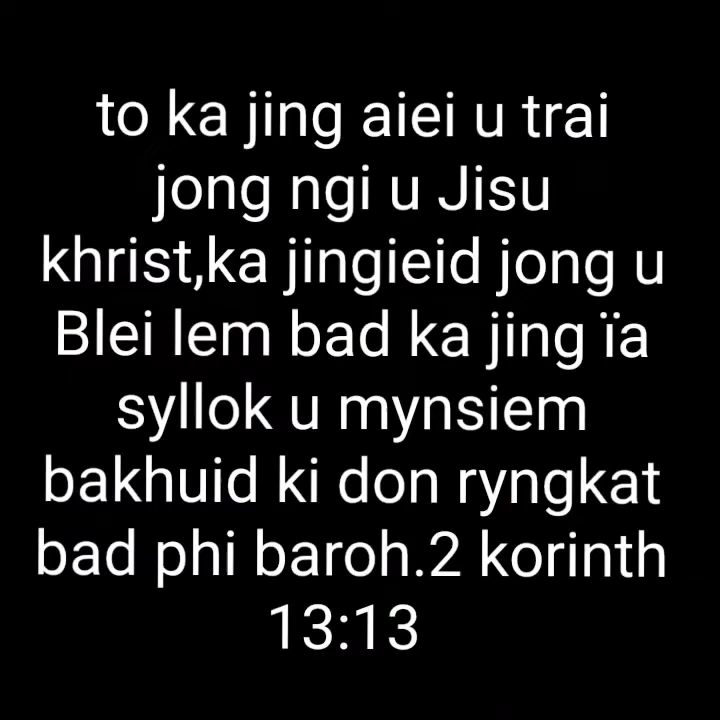 to ka jing aiei u trai
jong ngi u Jisu
khrist,ka jingieid jong u
Blei lem bad ka jing ïa
syllok u mynsiem
bakhuid ki don ryngkat
bad phi baroh.2 korinth
13:13